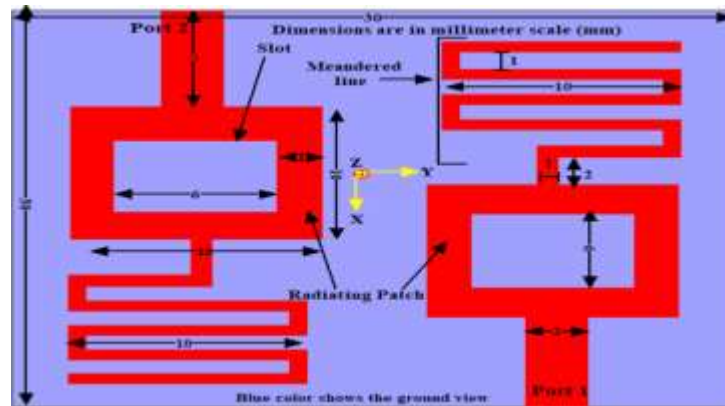 30
Dimensions are in millimeter scale (mm)
Port 2
Slot
Meandered
line
1
10
Z
Y
X
2
6
10
Radiating Patch
Port 1
Blue color shows the ground view